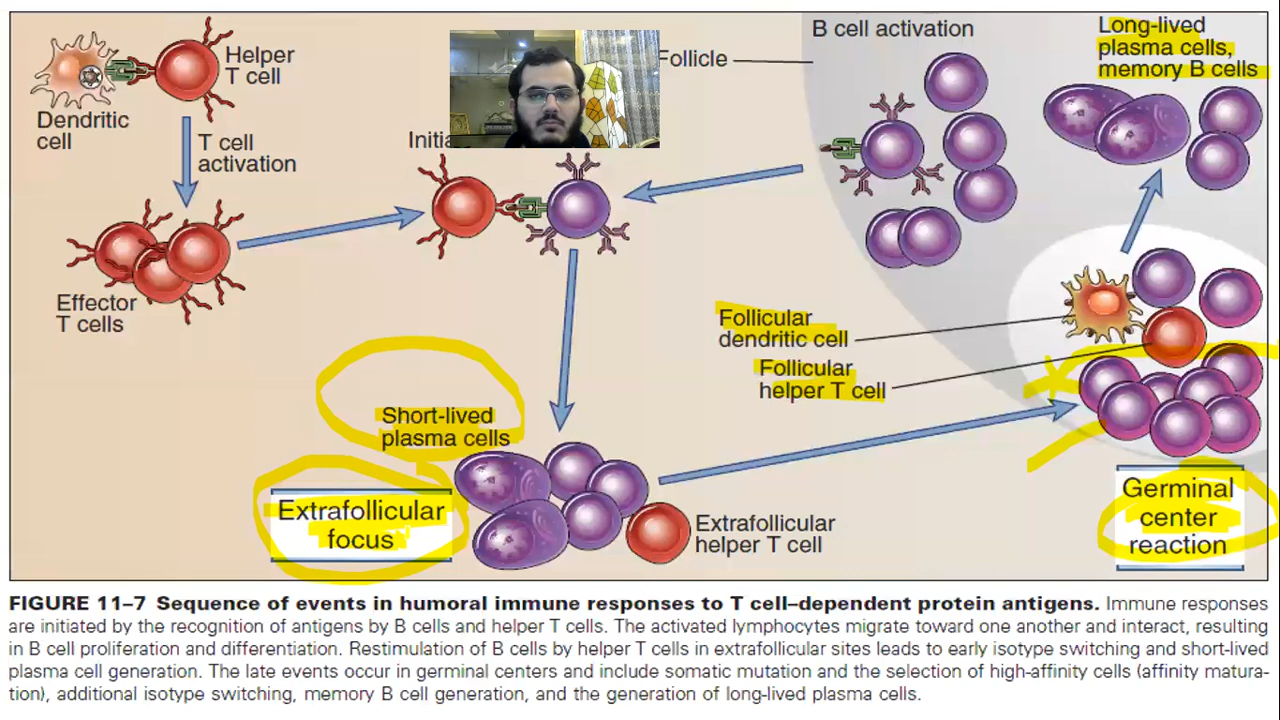 Dendritic
cell
Helper
T cell
T cell
activation
Effector
T cells
Follicle
B cell activation
Long-lived
plasma cells,
memory B cells
Follicular
dendritic cell
Follicular
helper T cell
Short-lived
plasma cells
Extrafollicular
focus
Extrafollicular
helper T cell
Germinal
center
reaction
FIGURE 11–7 Sequence of events in humoral immune responses to T cell–dependent protein antigens. Immune responses
are initiated by the recognition of antigens by B cells and helper T cells. The activated lymphocytes migrate toward one another and interact, resulting
in B cell proliferation and differentiation. Restimulation of B cells by helper T cells in extrafollicular sites leads to early isotype switching and short-lived
plasma cell generation. The late events occur in germinal centers and include somatic mutation and the selection of high-affinity cells (affinity matura-
tion), additional isotype switching, memory B cell generation, and the generation of long-lived plasma cells.